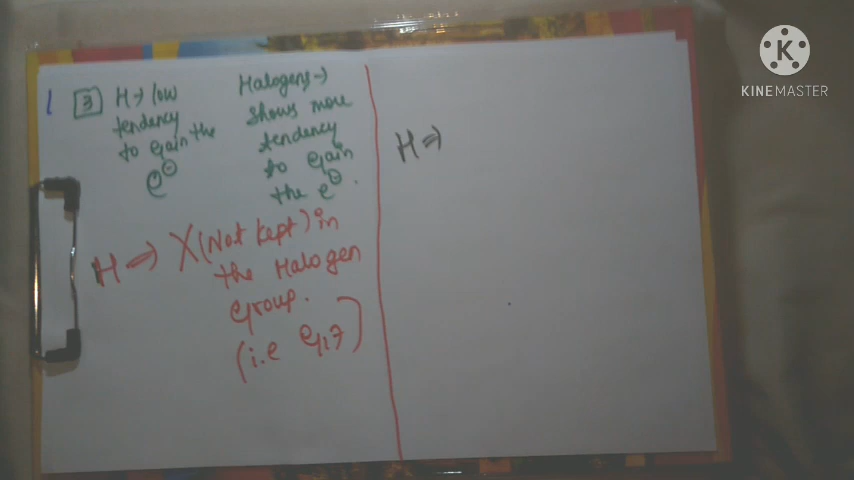 3 H → low
tendency
to gain the
e⊖
Halogens →
shows more
tendency
to gain
the e⊖.
H ⇒ X (Not kept) in
the Halogen
group.
(i.e G17)
H ⇒
K
KINEMASTER